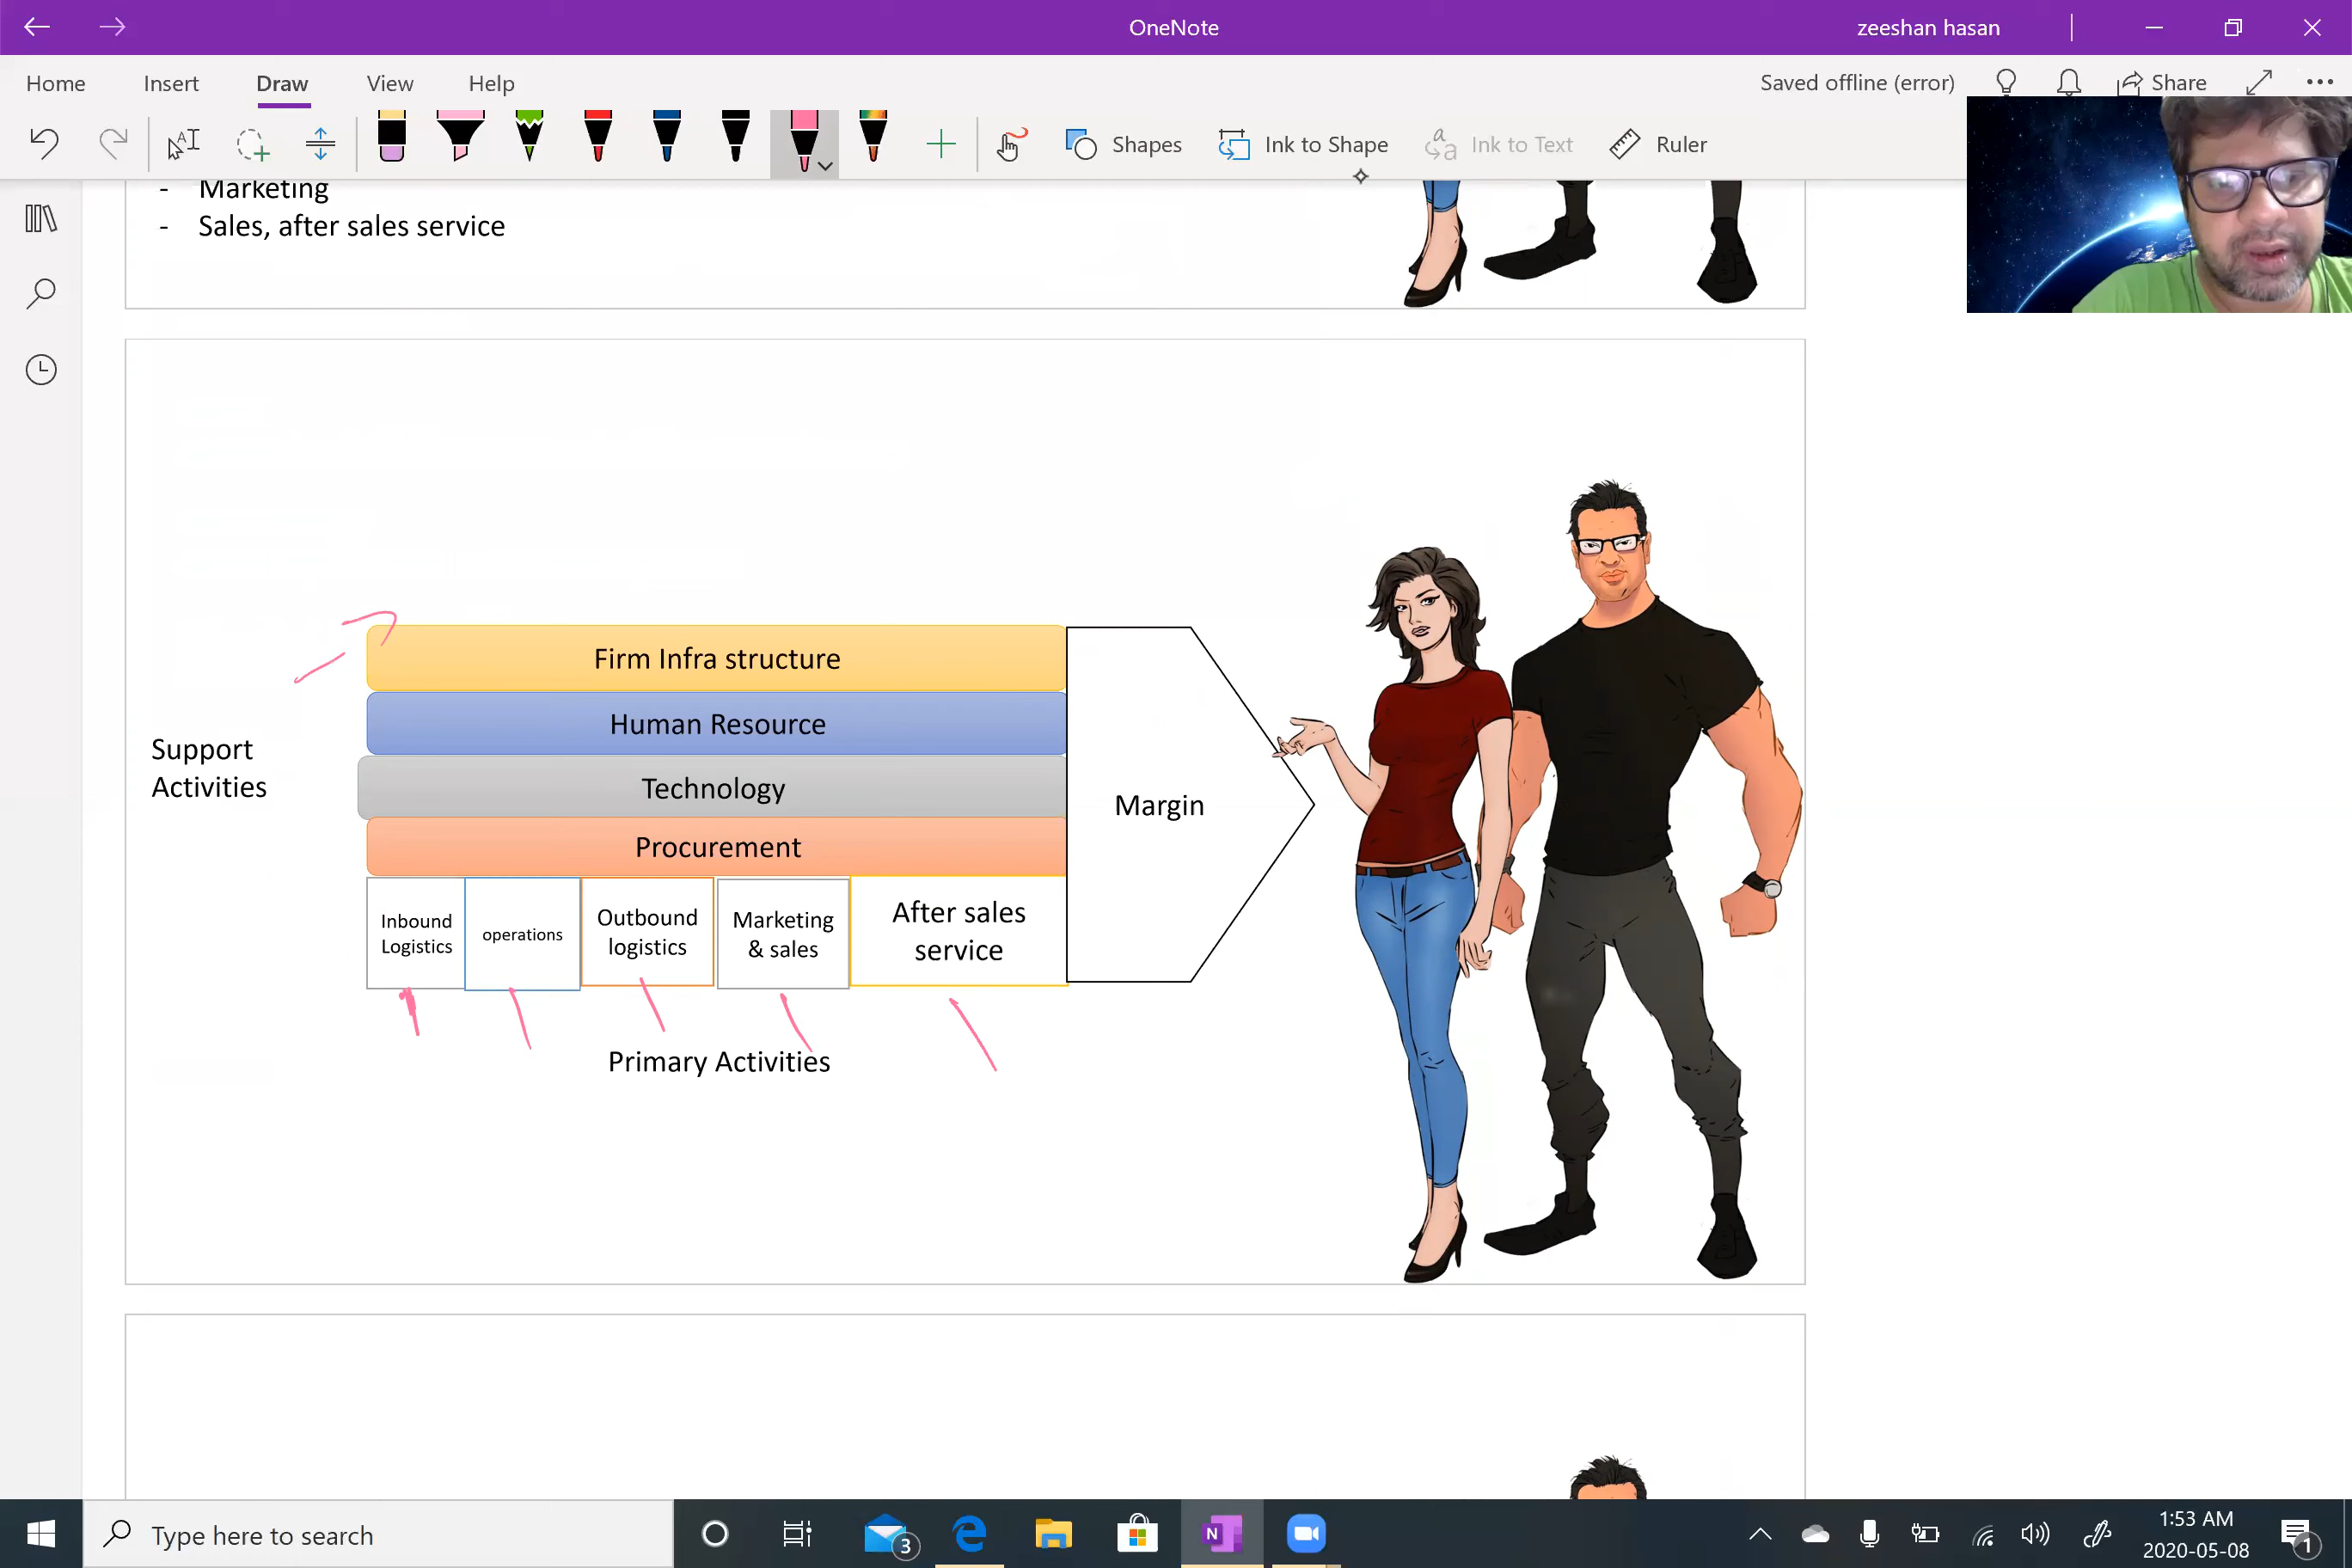 OneNote
zeeshan hasan
Home Insert Draw View Help
Saved offline (error)
Share
Shapes
Ink to Shape
Ink to Text
Ruler
- Marketing
- Sales, after sales service
Firm Infra structure
Human Resource
Technology
Procurement
Support
Activities
Margin
Inbound
Logistics
operations
Outbound
logistics
Marketing
& sales
After sales
service
Primary Activities
Type here to search
3
N
1:53 AM
2020-05-08
1